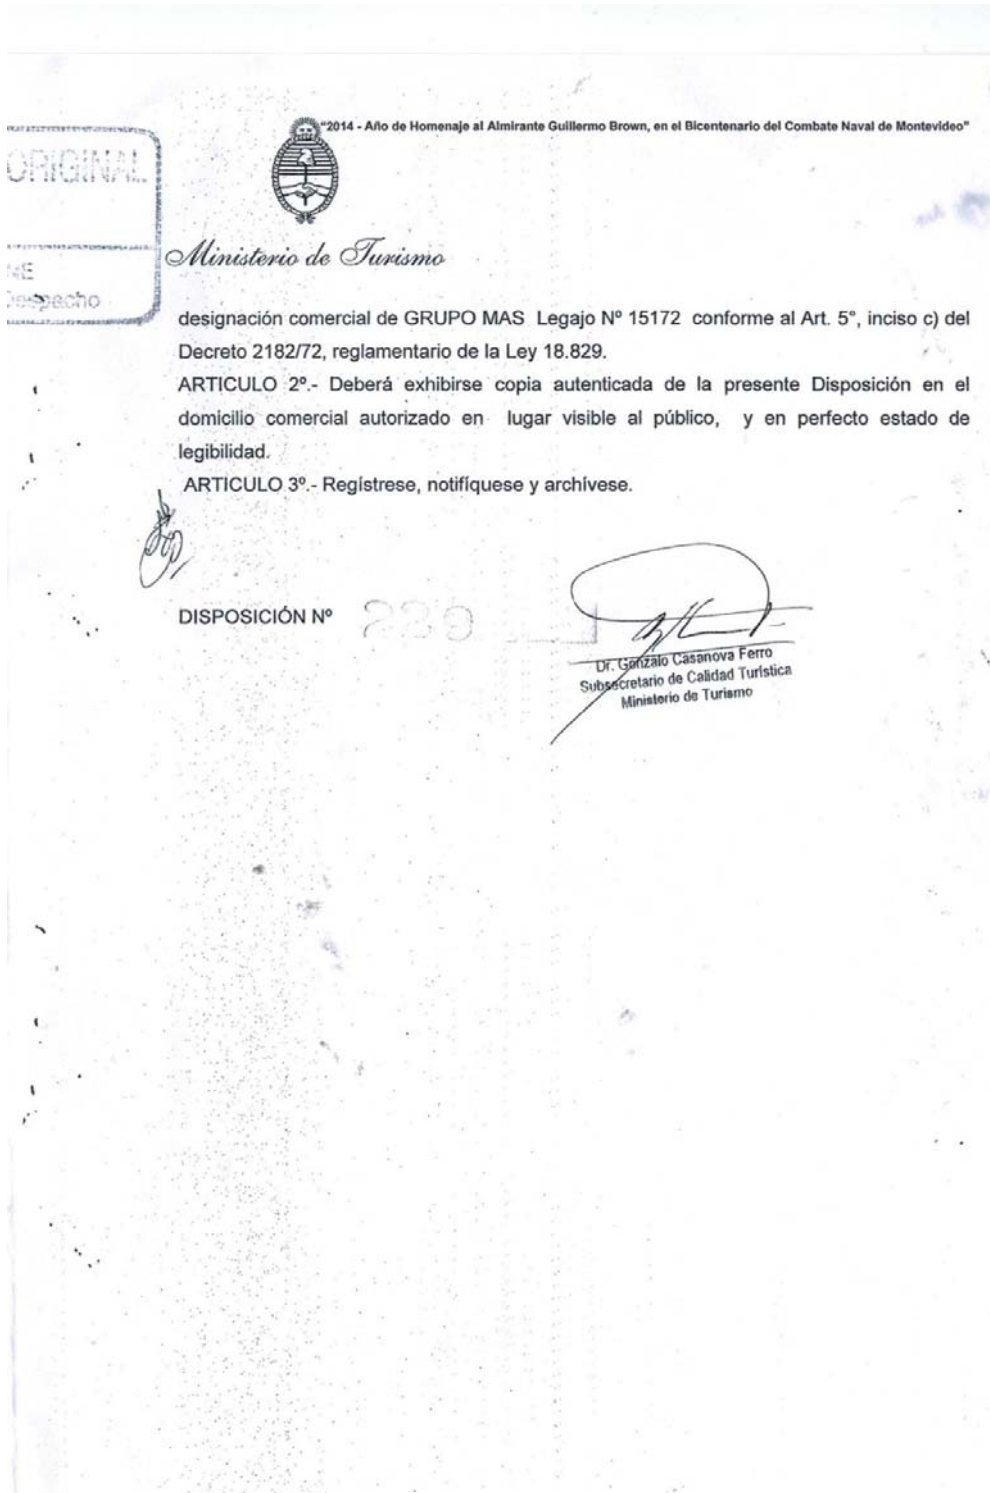 "2014 - Año de Homenaje al Almirante Guillermo Brown, en el Bicentenario del Combate Naval de Montevideo"
ORIGINAL
Ministerio de Turismo
Despacho
designación comercial de GRUPO MAS Legajo Nº 15172 conforme al Art. 5°, inciso c) del
Decreto 2182/72, reglamentario de la Ley 18.829.
ARTICULO 2º.- Deberá exhibirse copia autenticada de la presente Disposición en el
domicilio comercial autorizado en lugar visible al público, y en perfecto estado de
legibilidad.
ARTICULO 3º.- Regístrese, notifíquese y archívese.
DISPOSICIÓN Nº
Dr. Gonzalo Casanova Ferro
Subsecretario de Calidad Turística
Ministerio de Turismo